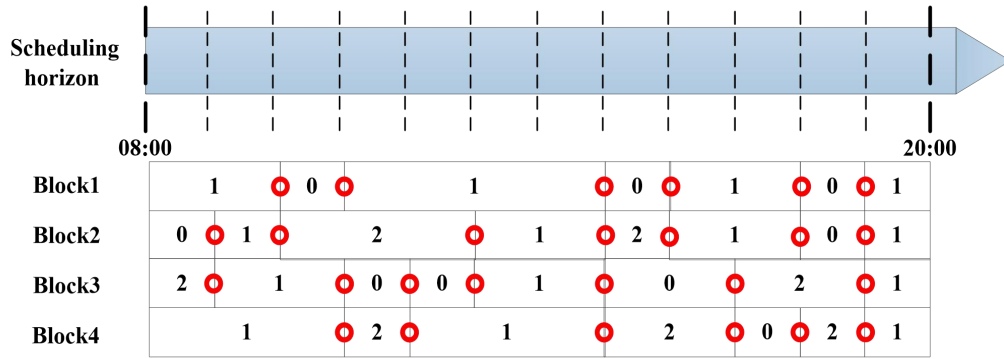 Scheduling
horizon
08:00 20:00
Block1 1 0 1 0 1 0 1
Block2 0 1 2 1 2 1 0 1
Block3 2 1 0 0 1 0 2 1
Block4 1 2 1 2 0 2 1